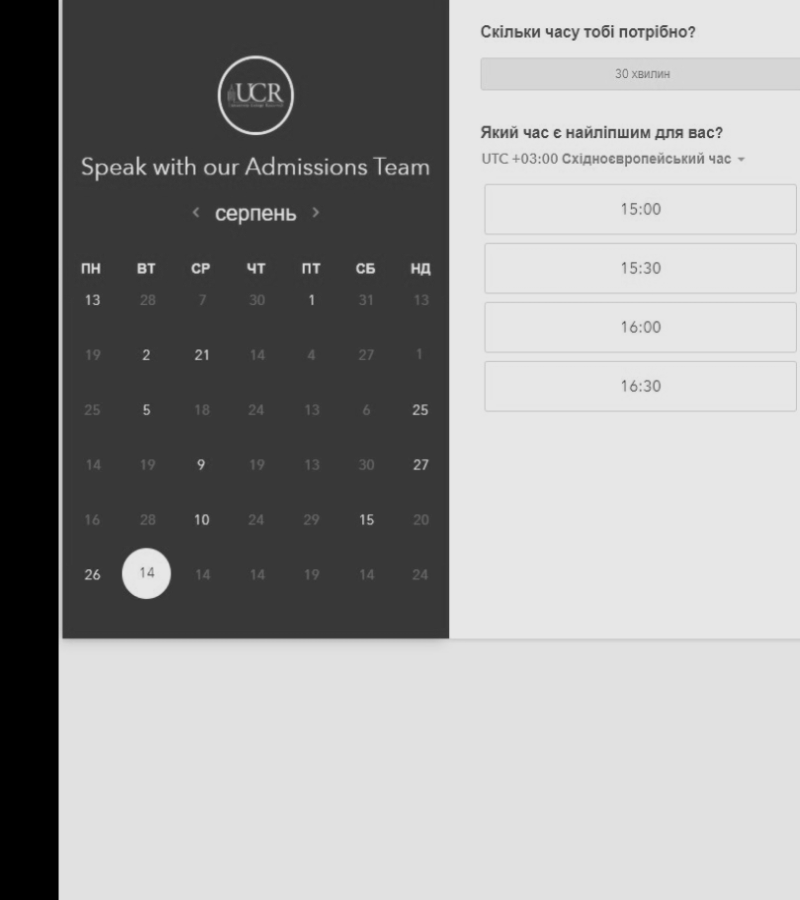 UCR
Speak with our Admissions Team
серпень
ПН ВТ СР ЧТ ПТ СБ НД
13 28 7 30 1 31 13
19 2 21 14 4 27 1
25 5 18 24 13 6 25
14 19 9 19 13 30 27
16 28 10 24 29 15 20
26 14 14 14 19 14 24
Скільки часу тобі потрібно?
30 хвилин
Який час є найліпшим для вас?
UTC +03:00 Східноєвропейський час
15:00
15:30
16:00
16:30